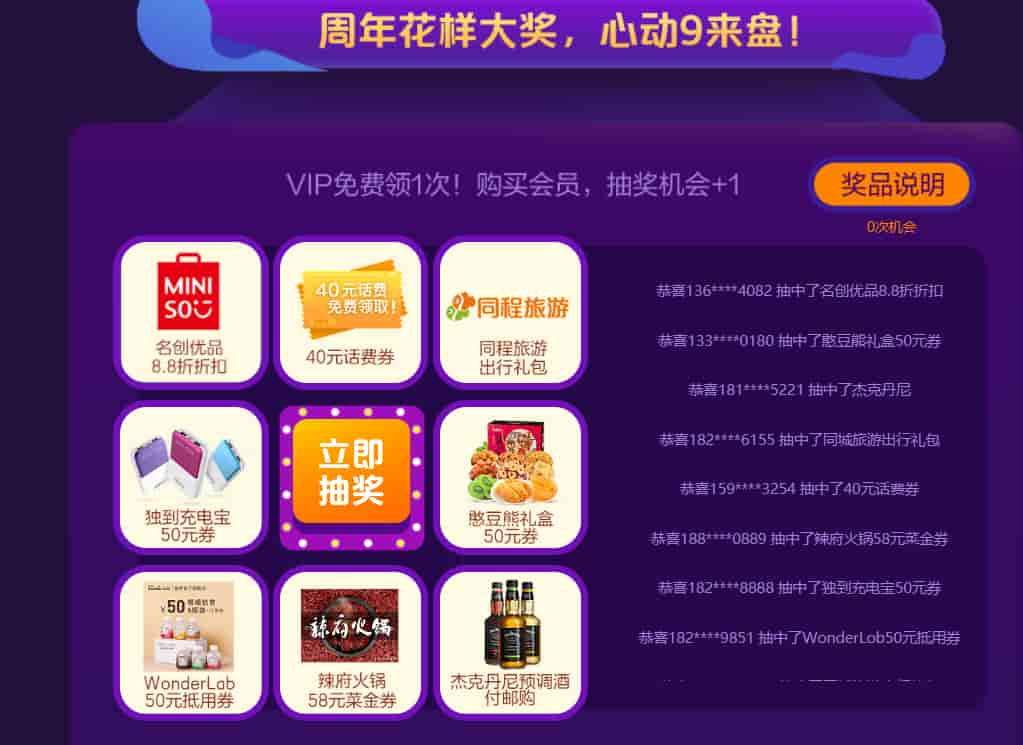 周年花样大奖，心动9来盘！
VIP免费领1次！购买会员，抽奖机会+1
奖品说明
0次机会
MINI
SO
名创优品
8.8折折扣
40元话费
免费领取！
40元话费券
同程旅游
同程旅游
出行礼包
独到充电宝
50元券
立即
抽奖
憨豆熊礼盒
50元券
￥50
WonderLab
50元抵用券
辣府火锅
辣府火锅
58元菜金券
杰克丹尼预调酒
付邮购
恭喜136****4082 抽中了名创优品8.8折折扣
恭喜133****0180 抽中了憨豆熊礼盒50元券
恭喜181****5221 抽中了杰克丹尼
恭喜182****6155 抽中了同城旅游出行礼包
恭喜159****3254 抽中了40元话费券
恭喜188****0889 抽中了辣府火锅58元菜金券
恭喜182****8888 抽中了独到充电宝50元券
恭喜182****9851 抽中了WonderLob50元抵用券